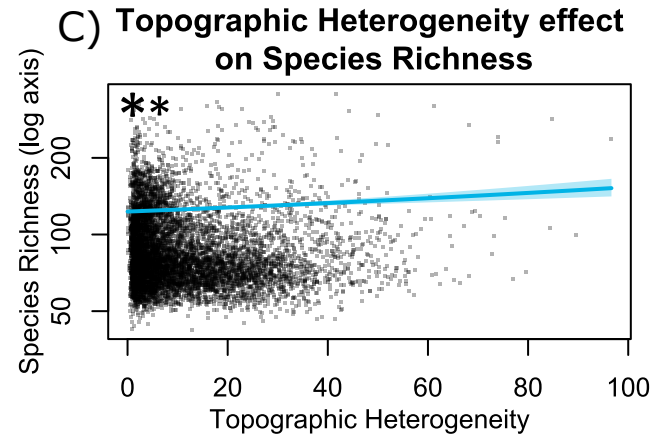 C) Topographic Heterogeneity effect
on Species Richness
**
Species Richness (log axis)
200
100
50
0 20 40 60 80 100
Topographic Heterogeneity